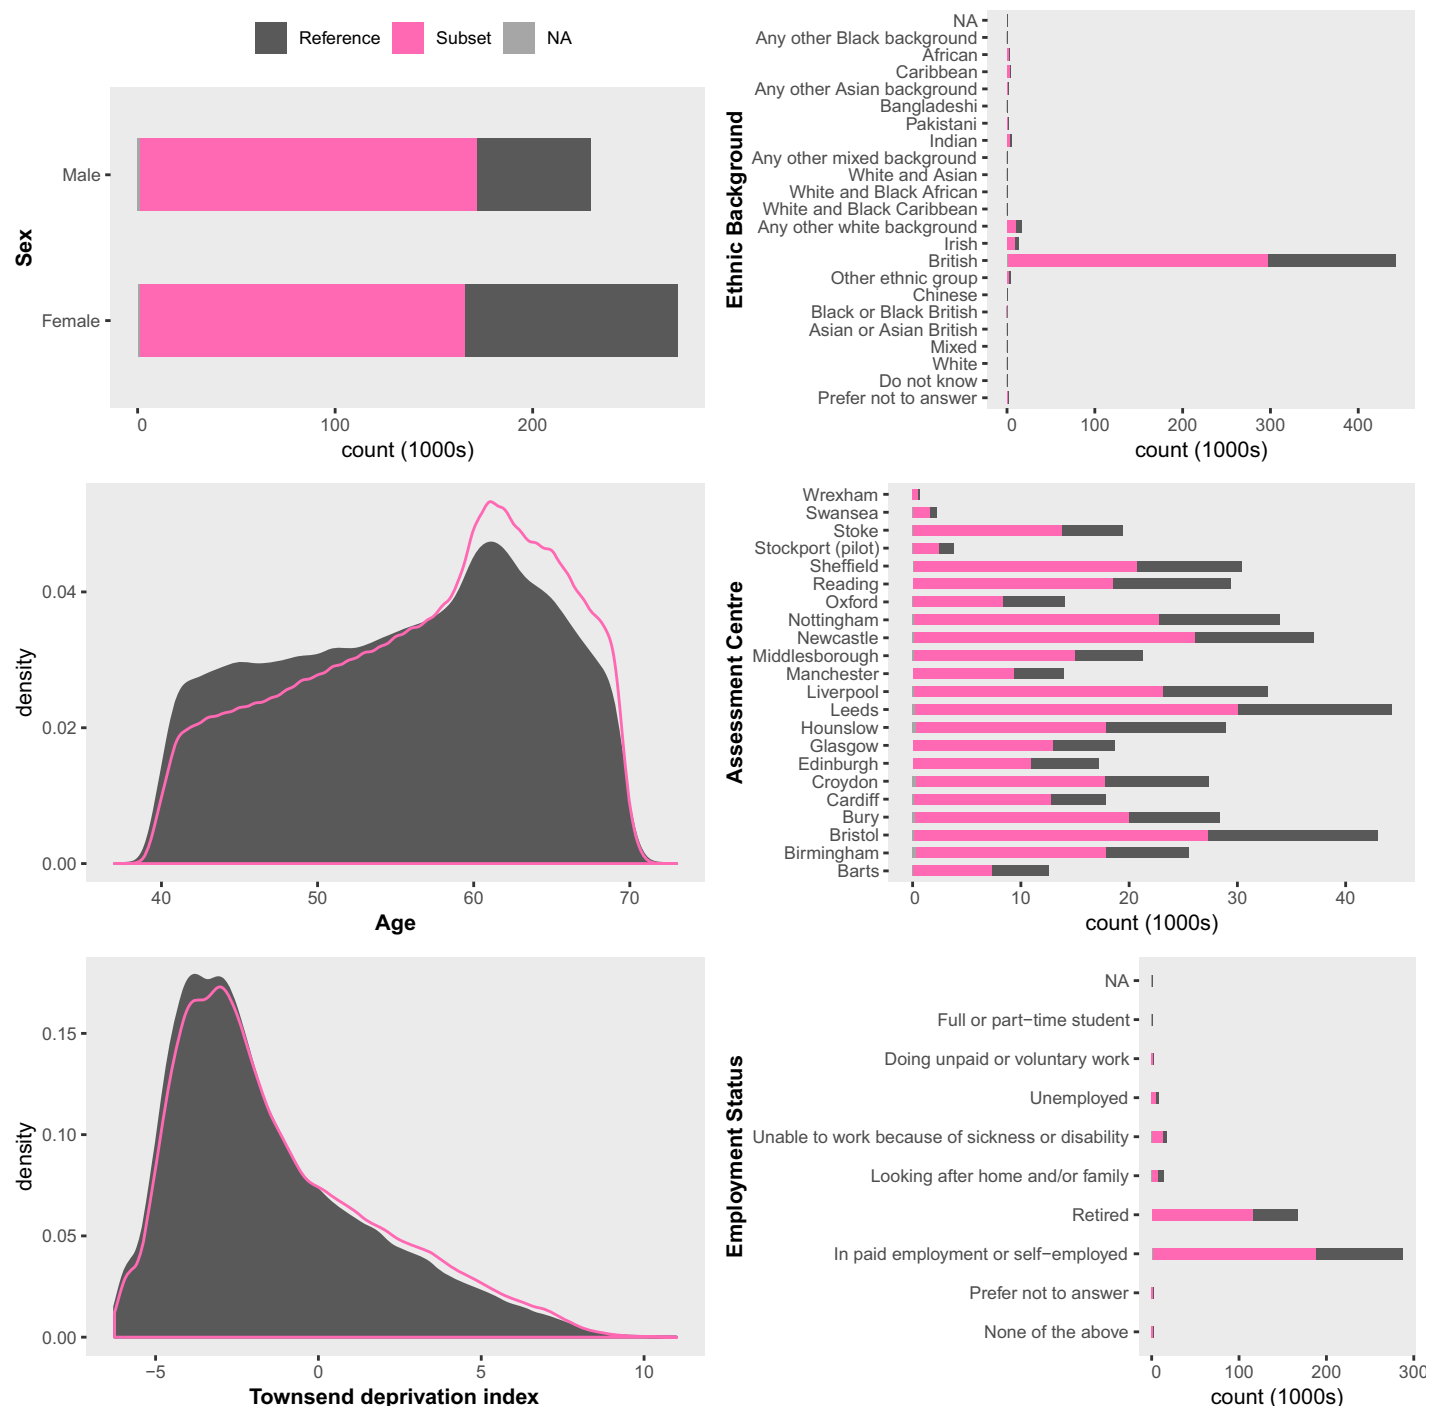 Reference
Subset
NA
Sex
Male
Female
0
100
200
count (1000s)
Ethnic Background
NA
Any other Black background
African
Caribbean
Any other Asian background
Bangladeshi
Pakistani
Indian
Any other mixed background
White and Asian
White and Black African
White and Black Caribbean
Any other white background
Irish
British
Other ethnic group
Chinese
Black or Black British
Asian or Asian British
Mixed
White
Do not know
Prefer not to answer
0
100
200
300
400
count (1000s)
density
0.04
0.02
0.00
40
50
60
70
Age
Assessment Centre
Wrexham
Swansea
Stoke
Stockport (pilot)
Sheffield
Reading
Oxford
Nottingham
Newcastle
Middlesborough
Manchester
Liverpool
Leeds
Hounslow
Glasgow
Edinburgh
Croydon
Cardiff
Bury
Bristol
Birmingham
Barts
0
10
20
30
40
count (1000s)
density
0.15
0.10
0.05
0.00
−5
0
5
10
Townsend deprivation index
Employment Status
NA
Full or part−time student
Doing unpaid or voluntary work
Unemployed
Unable to work because of sickness or disability
Looking after home and/or family
Retired
In paid employment or self−employed
Prefer not to answer
None of the above
0
100
200
300
count (1000s)